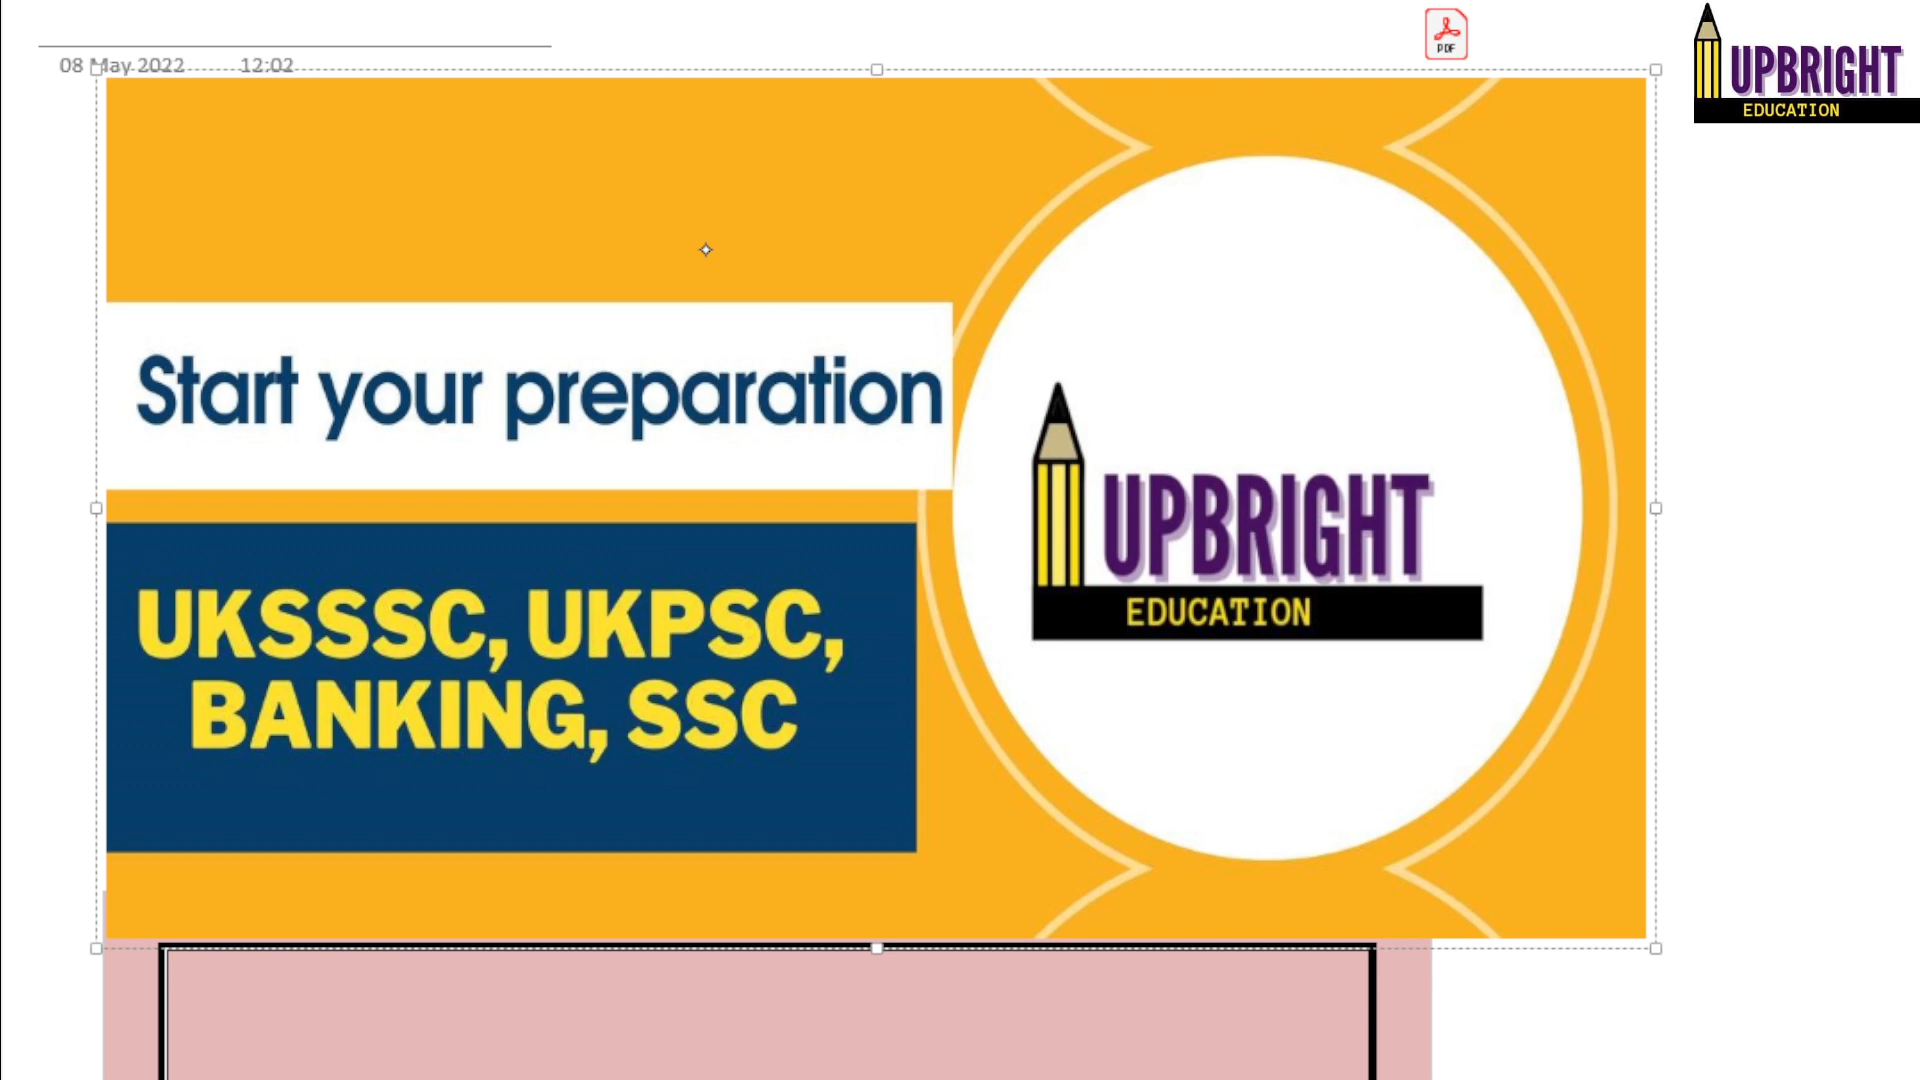 08 May 2022 12:02
PDF
UPBRIGHT
EDUCATION
Start your preparation
UKSSSC, UKPSC,
BANKING, SSC
UPBRIGHT
EDUCATION